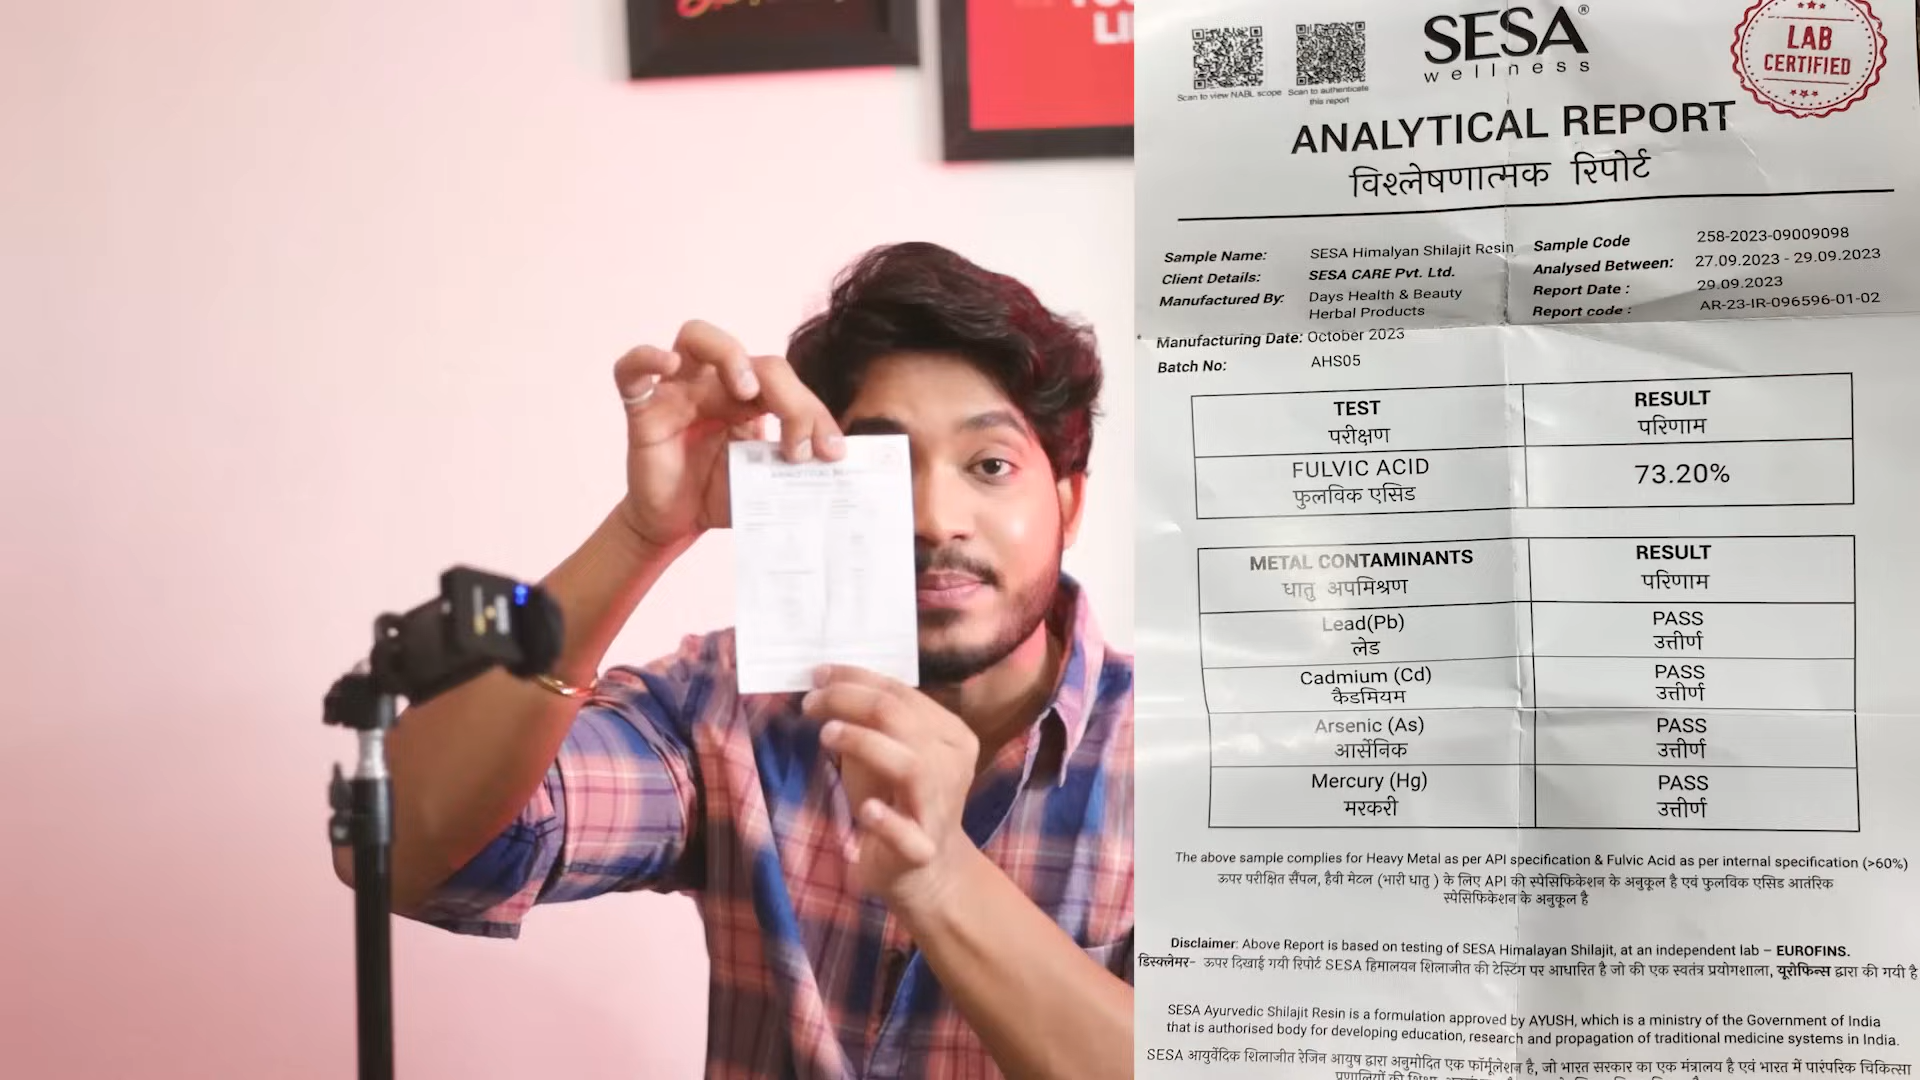 LI
Scan to view NABL scope
Scan to authenticate
this report
SESA®
wellness
LAB
CERTIFIED
ANALYTICAL REPORT
विश्लेषणात्मक रिपोर्ट
Sample Name: SESA Himalyan Shilajit Resin
Client Details: SESA CARE Pvt. Ltd.
Manufactured By: Days Health & Beauty
Herbal Products
Manufacturing Date: October 2023
Batch No: AHS05
Sample Code 258-2023-09009098
Analysed Between: 27.09.2023 - 29.09.2023
Report Date : 29.09.2023
Report code : AR-23-IR-096596-01-02
TEST RESULT
परीक्षण परिणाम
FULVIC ACID 73.20%
फुलविक एसिड
METAL CONTAMINANTS RESULT
धातु अपमिश्रण परिणाम
Lead(Pb) PASS
लेड उत्तीर्ण
Cadmium (Cd) PASS
कैडमियम उत्तीर्ण
Arsenic (As) PASS
आर्सेनिक उत्तीर्ण
Mercury (Hg) PASS
मरकरी उत्तीर्ण
The above sample complies for Heavy Metal as per API specification & Fulvic Acid as per internal specification (>60%)
ऊपर परीक्षित सैंपल, हैवी मेटल (भारी धातु ) के लिए API की स्पेसिफिकेशन के अनुकूल है एवं फुलविक एसिड आतंरिक
स्पेसिफिकेशन के अनुकूल है
Disclaimer: Above Report is based on testing of SESA Himalayan Shilajit, at an independent lab – EUROFINS.
डिस्क्लेमर- ऊपर दिखाई गयी रिपोर्ट SESA हिमालयन शिलाजीत की टेस्टिंग पर आधारित है जो की एक स्वतंत्र प्रयोगशाला, यूरोफिन्स द्वारा की गयी है
SESA Ayurvedic Shilajit Resin is a formulation approved by AYUSH, which is a ministry of the Government of India
that is authorised body for developing education, research and propagation of traditional medicine systems in India.
SESA आयुर्वेदिक शिलाजीत रेजिन आयुष द्वारा अनुमोदित एक फॉर्मूलेशन है, जो भारत सरकार का एक मंत्रालय है एवं भारत में पारंपरिक चिकित्सा